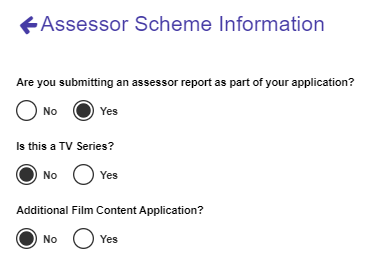 Assessor Scheme Information
Are you submitting an assessor report as part of your application?
No Yes
Is this a TV Series?
No Yes
Additional Film Content Application?
No Yes